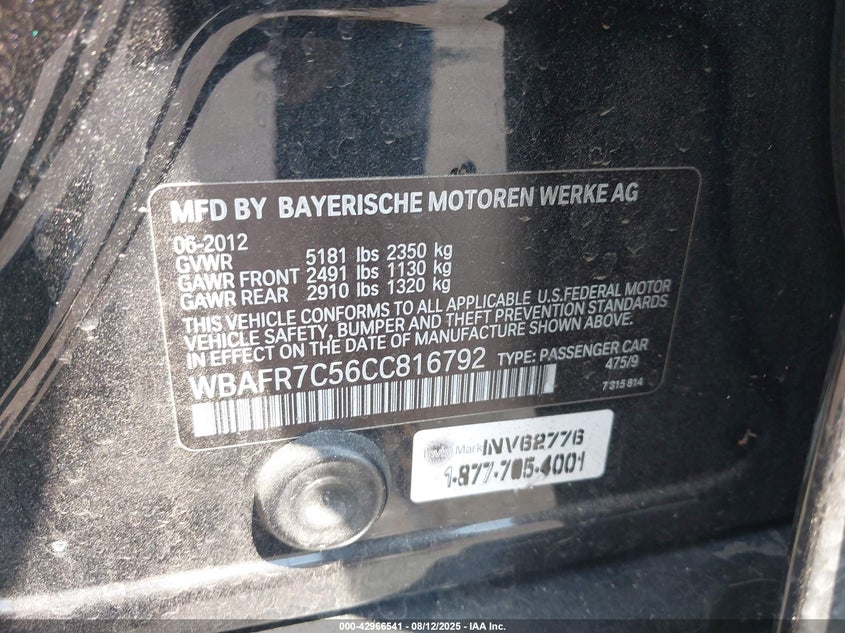 MFD BY BAYERISCHE MOTOREN WERKE AG
06-2012
GVWR 5181 lbs 2350 kg
GAWR FRONT 2491 lbs 1130 kg
GAWR REAR 2910 lbs 1320 kg
THIS VEHICLE CONFORMS TO ALL APPLICABLE U.S.FEDERAL MOTOR
VEHICLE SAFETY, BUMPER AND THEFT PREVENTION STANDARDS
IN EFFECT ON THE DATE OF MANUFACTURE SHOWN ABOVE.
WBAFR7C56CC816792 TYPE: PASSENGER CAR
475/9
7 315 814
Mark INV62776
1-877-705-4001
000-42966541 - 08/12/2025 - IAA Inc.